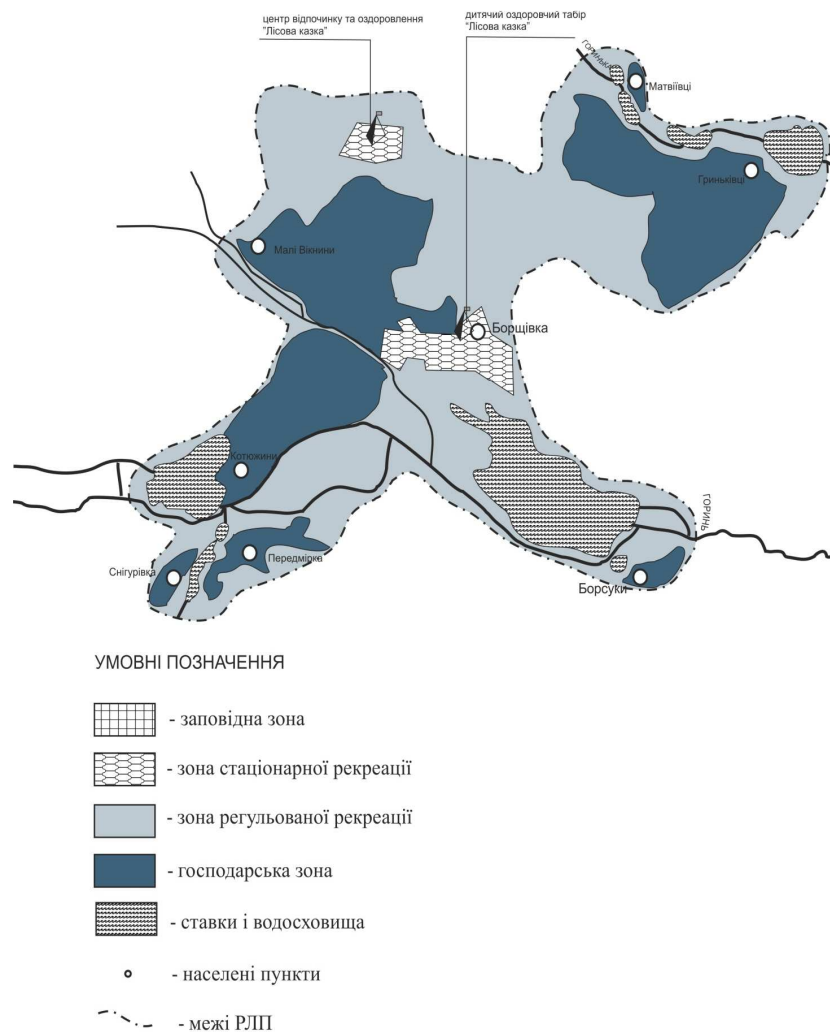 центр відпочинку та оздоровлення
"Лісова казка"
дитячий оздоровчий табір
"Лісова казка"
ГОРИНЬКА
Матвіївці
Гриньківці
Малі Вікнини
Борщівка
Котюжини
ГОРИНЬ
Передмірка
Снігурівка
Борсуки
УМОВНІ ПОЗНАЧЕННЯ
- заповідна зона
- зона стаціонарної рекреації
- зона регульованої рекреації
- господарська зона
- ставки і водосховища
- населені пункти
- межі РЛП